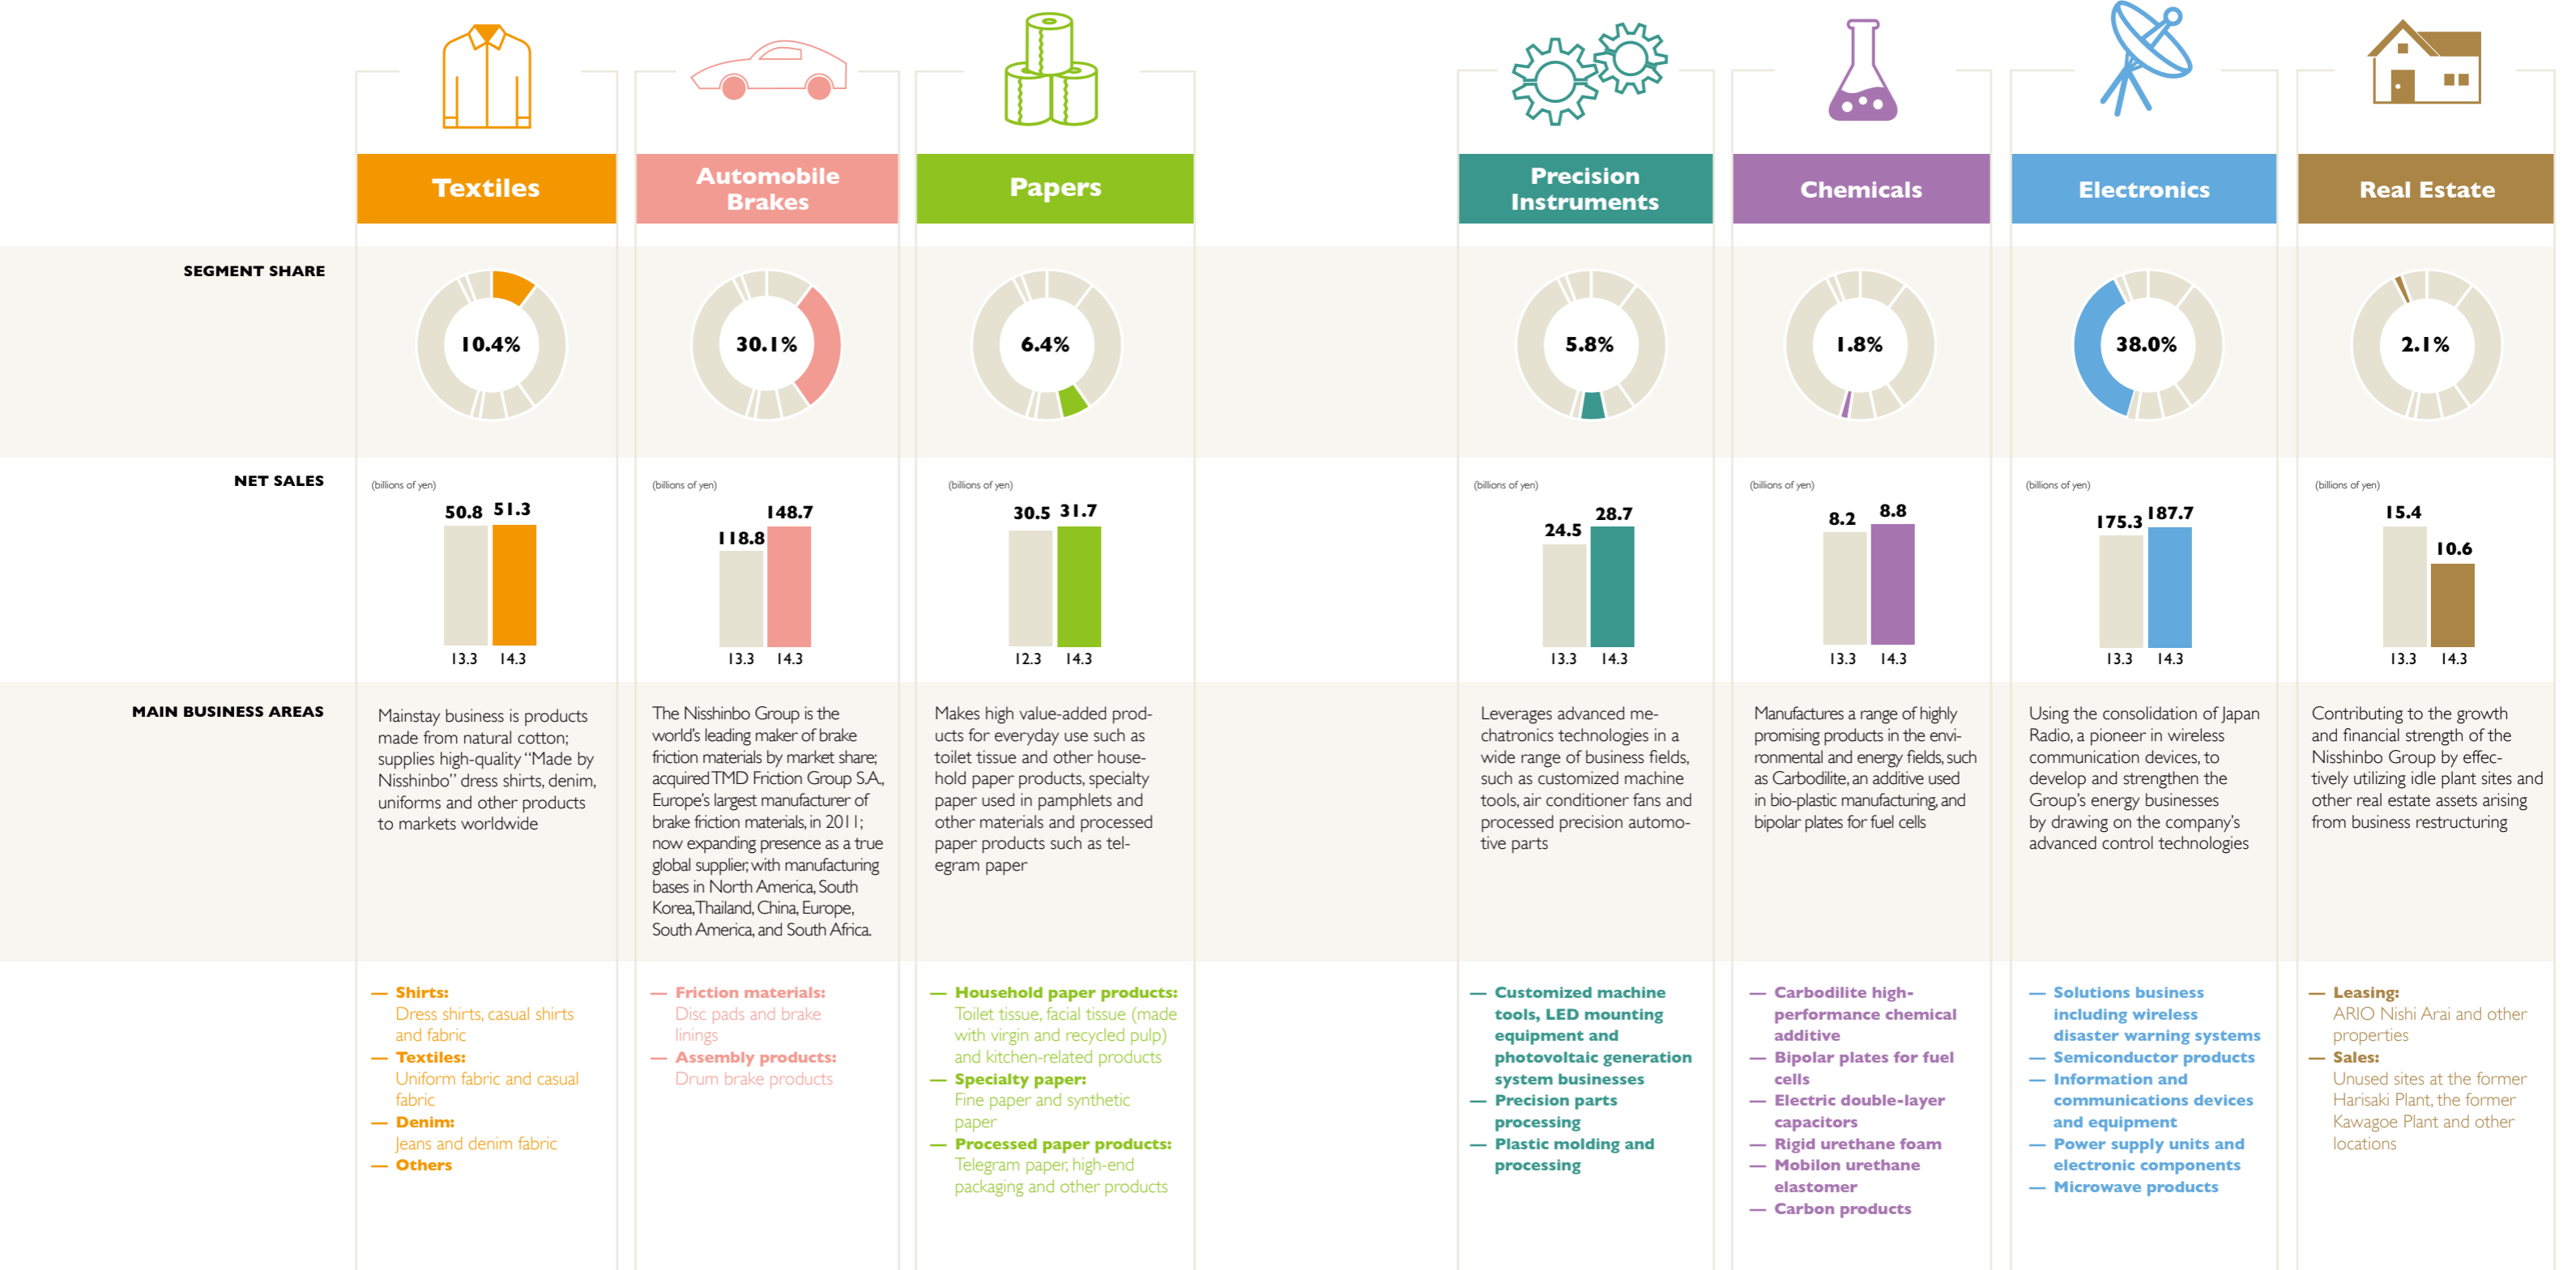 Textiles
Automobile
Brakes
Papers
Precision
Instruments
Chemicals
Electronics
Real Estate
SEGMENT SHARE
10.4%
30.1%
6.4%
5.8%
1.8%
38.0%
2.1%
NET SALES
(billions of yen)
50.8 51.3
13.3 14.3
(billions of yen)
118.8 148.7
13.3 14.3
(billions of yen)
30.5 31.7
12.3 14.3
(billions of yen)
24.5 28.7
13.3 14.3
(billions of yen)
8.2 8.8
13.3 14.3
(billions of yen)
175.3 187.7
13.3 14.3
(billions of yen)
15.4 10.6
13.3 14.3
MAIN BUSINESS AREAS
Mainstay business is products
made from natural cotton;
supplies high-quality “Made by
Nisshinbo” dress shirts, denim,
uniforms and other products
to markets worldwide
The Nisshinbo Group is the
world’s leading maker of brake
friction materials by market share;
acquired TMD Friction Group S.A.,
Europe’s largest manufacturer of
brake friction materials, in 2011;
now expanding presence as a true
global supplier, with manufacturing
bases in North America, South
Korea, Thailand, China, Europe,
South America, and South Africa.
Makes high value-added prod-
ucts for everyday use such as
toilet tissue and other house-
hold paper products, specialty
paper used in pamphlets and
other materials and processed
paper products such as tel-
egram paper
Leverages advanced me-
chatronics technologies in a
wide range of business fields,
such as customized machine
tools, air conditioner fans and
processed precision automo-
tive parts
Manufactures a range of highly
promising products in the envi-
ronmental and energy fields, such
as Carbodilite, an additive used
in bio-plastic manufacturing, and
bipolar plates for fuel cells
Using the consolidation of Japan
Radio, a pioneer in wireless
communication devices, to
develop and strengthen the
Group’s energy businesses
by drawing on the company’s
advanced control technologies
Contributing to the growth
and financial strength of the
Nisshinbo Group by effec-
tively utilizing idle plant sites and
other real estate assets arising
from business restructuring
— Shirts:
Dress shirts, casual shirts
and fabric
— Textiles:
Uniform fabric and casual
fabric
— Denim:
Jeans and denim fabric
— Others
— Friction materials:
Disc pads and brake
linings
— Assembly products:
Drum brake products
— Household paper products:
Toilet tissue, facial tissue (made
with virgin and recycled pulp)
and kitchen-related products
— Specialty paper:
Fine paper and synthetic
paper
— Processed paper products:
Telegram paper, high-end
packaging and other products
— Customized machine
tools, LED mounting
equipment and
photovoltaic generation
system businesses
— Precision parts
processing
— Plastic molding and
processing
— Carbodilite high-
performance chemical
additive
— Bipolar plates for fuel
cells
— Electric double-layer
capacitors
— Rigid urethane foam
— Mobilon urethane
elastomer
— Carbon products
— Solutions business
including wireless
disaster warning systems
— Semiconductor products
— Information and
communications devices
and equipment
— Power supply units and
electronic components
— Microwave products
— Leasing:
ARIO Nishi Arai and other
properties
— Sales:
Unused sites at the former
Harisaki Plant, the former
Kawagoe Plant and other
locations